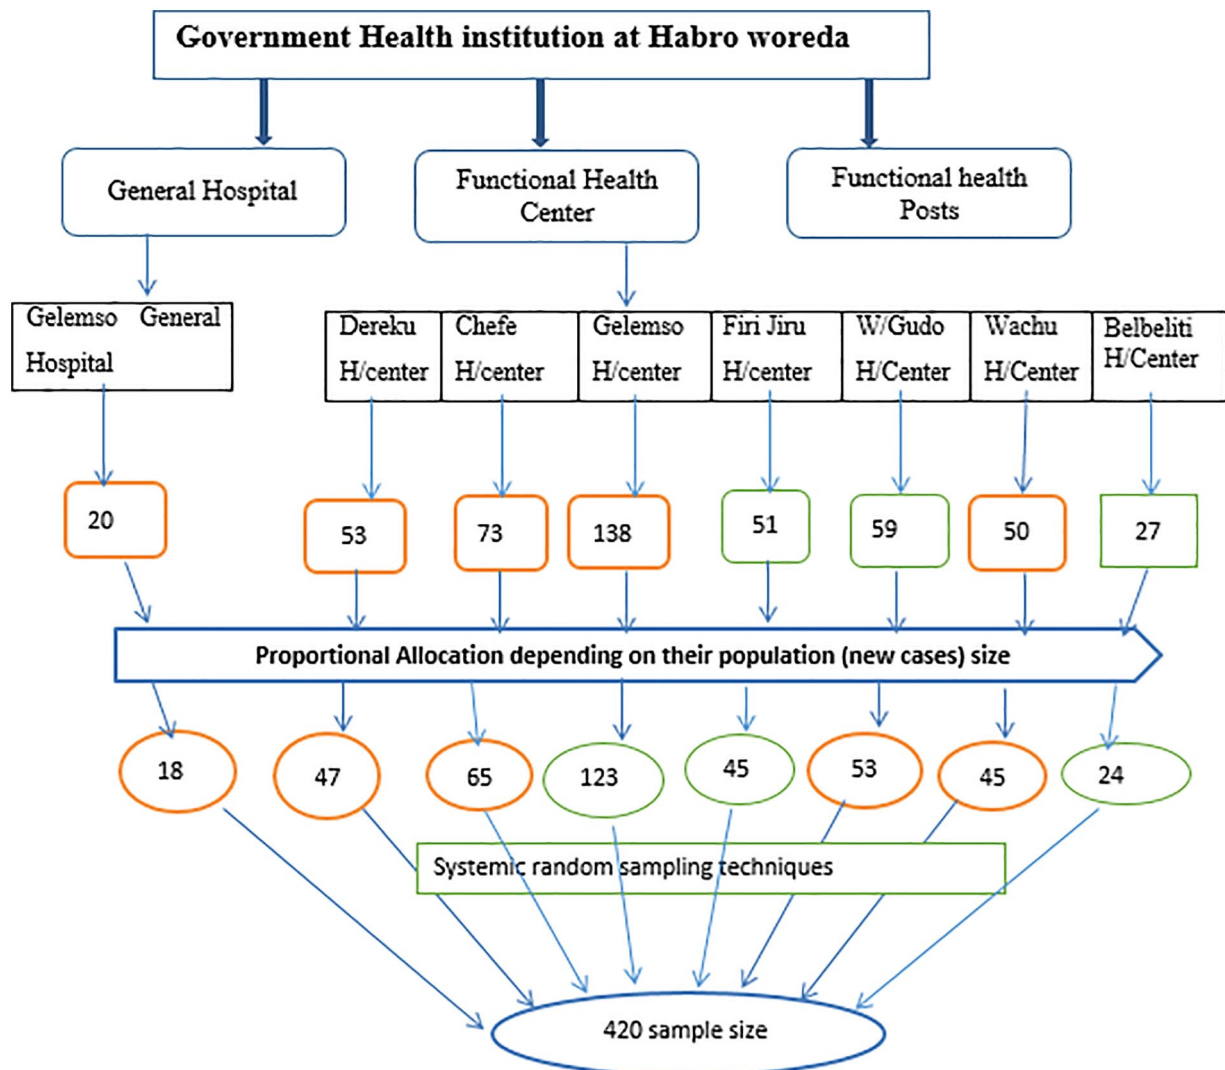 Government Health institution at Habro woreda
General Hospital
Functional Health
Center
Functional health
Posts
Gelemso General
Hospital
Dereku
H/center
Chefe
H/center
Gelemso
H/center
Firi Jiru
H/center
W/Gudo
H/Center
Wachu
H/Center
Belbeliti
H/Center
20
53
73
138
51
59
50
27
Proportional Allocation depending on their population (new cases) size
18
47
65
123
45
53
45
24
Systemic random sampling techniques
420 sample size